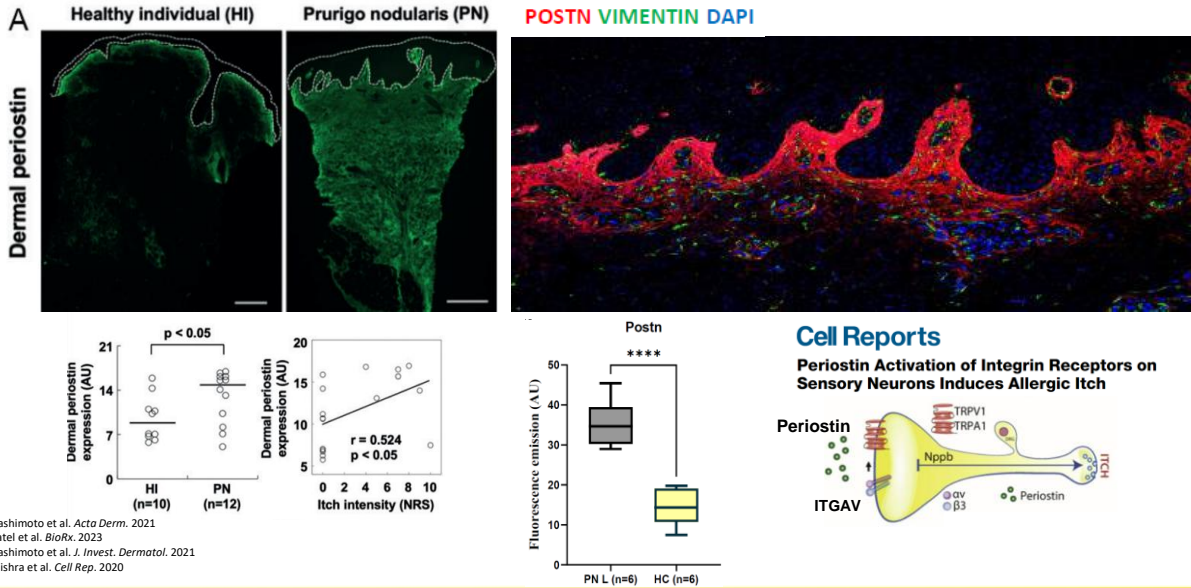 A
Healthy individual (HI)
Prurigo nodularis (PN)
Dermal periostin
POSTN VIMENTIN DAPI
p < 0.05
21
14
7
0
Dermal periostin
expression (AU)
HI
(n=10)
PN
(n=12)
20
15
10
5
Dermal periostin
expression (AU)
r = 0.524
p < 0.05
0 2 4 6 8 10
Itch intensity (NRS)
Postn
****
50
40
30
20
10
0
Fluorescence emission (AU)
PN L (n=6)
HC (n=6)
Cell Reports
Periostin Activation of Integrin Receptors on
Sensory Neurons Induces Allergic Itch
Periostin
TRPV1
TRPA1
Nppb
ITCH
ITGAV
αv
β3
Periostin
ashimoto et al. Acta Derm. 2021
atel et al. BioRx. 2023
ashimoto et al. J. Invest. Dermatol. 2021
ishra et al. Cell Rep. 2020